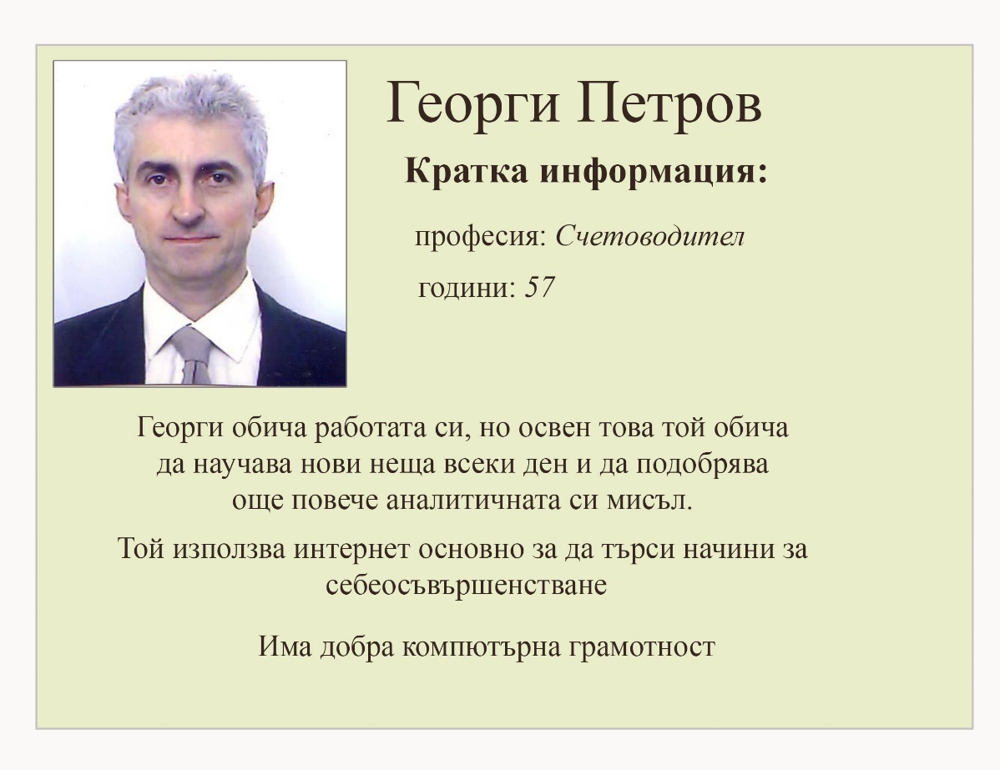 Георги Петров
Кратка информация:
професия: Счетоводител
години: 57
Георги обича работата си, но освен това той обича
да научава нови неща всеки ден и да подобрява
още повече аналитичната си мисъл.
Той използва интернет основно за да търси начини за
себеосъвършенстване
Има добра компютърна грамотност